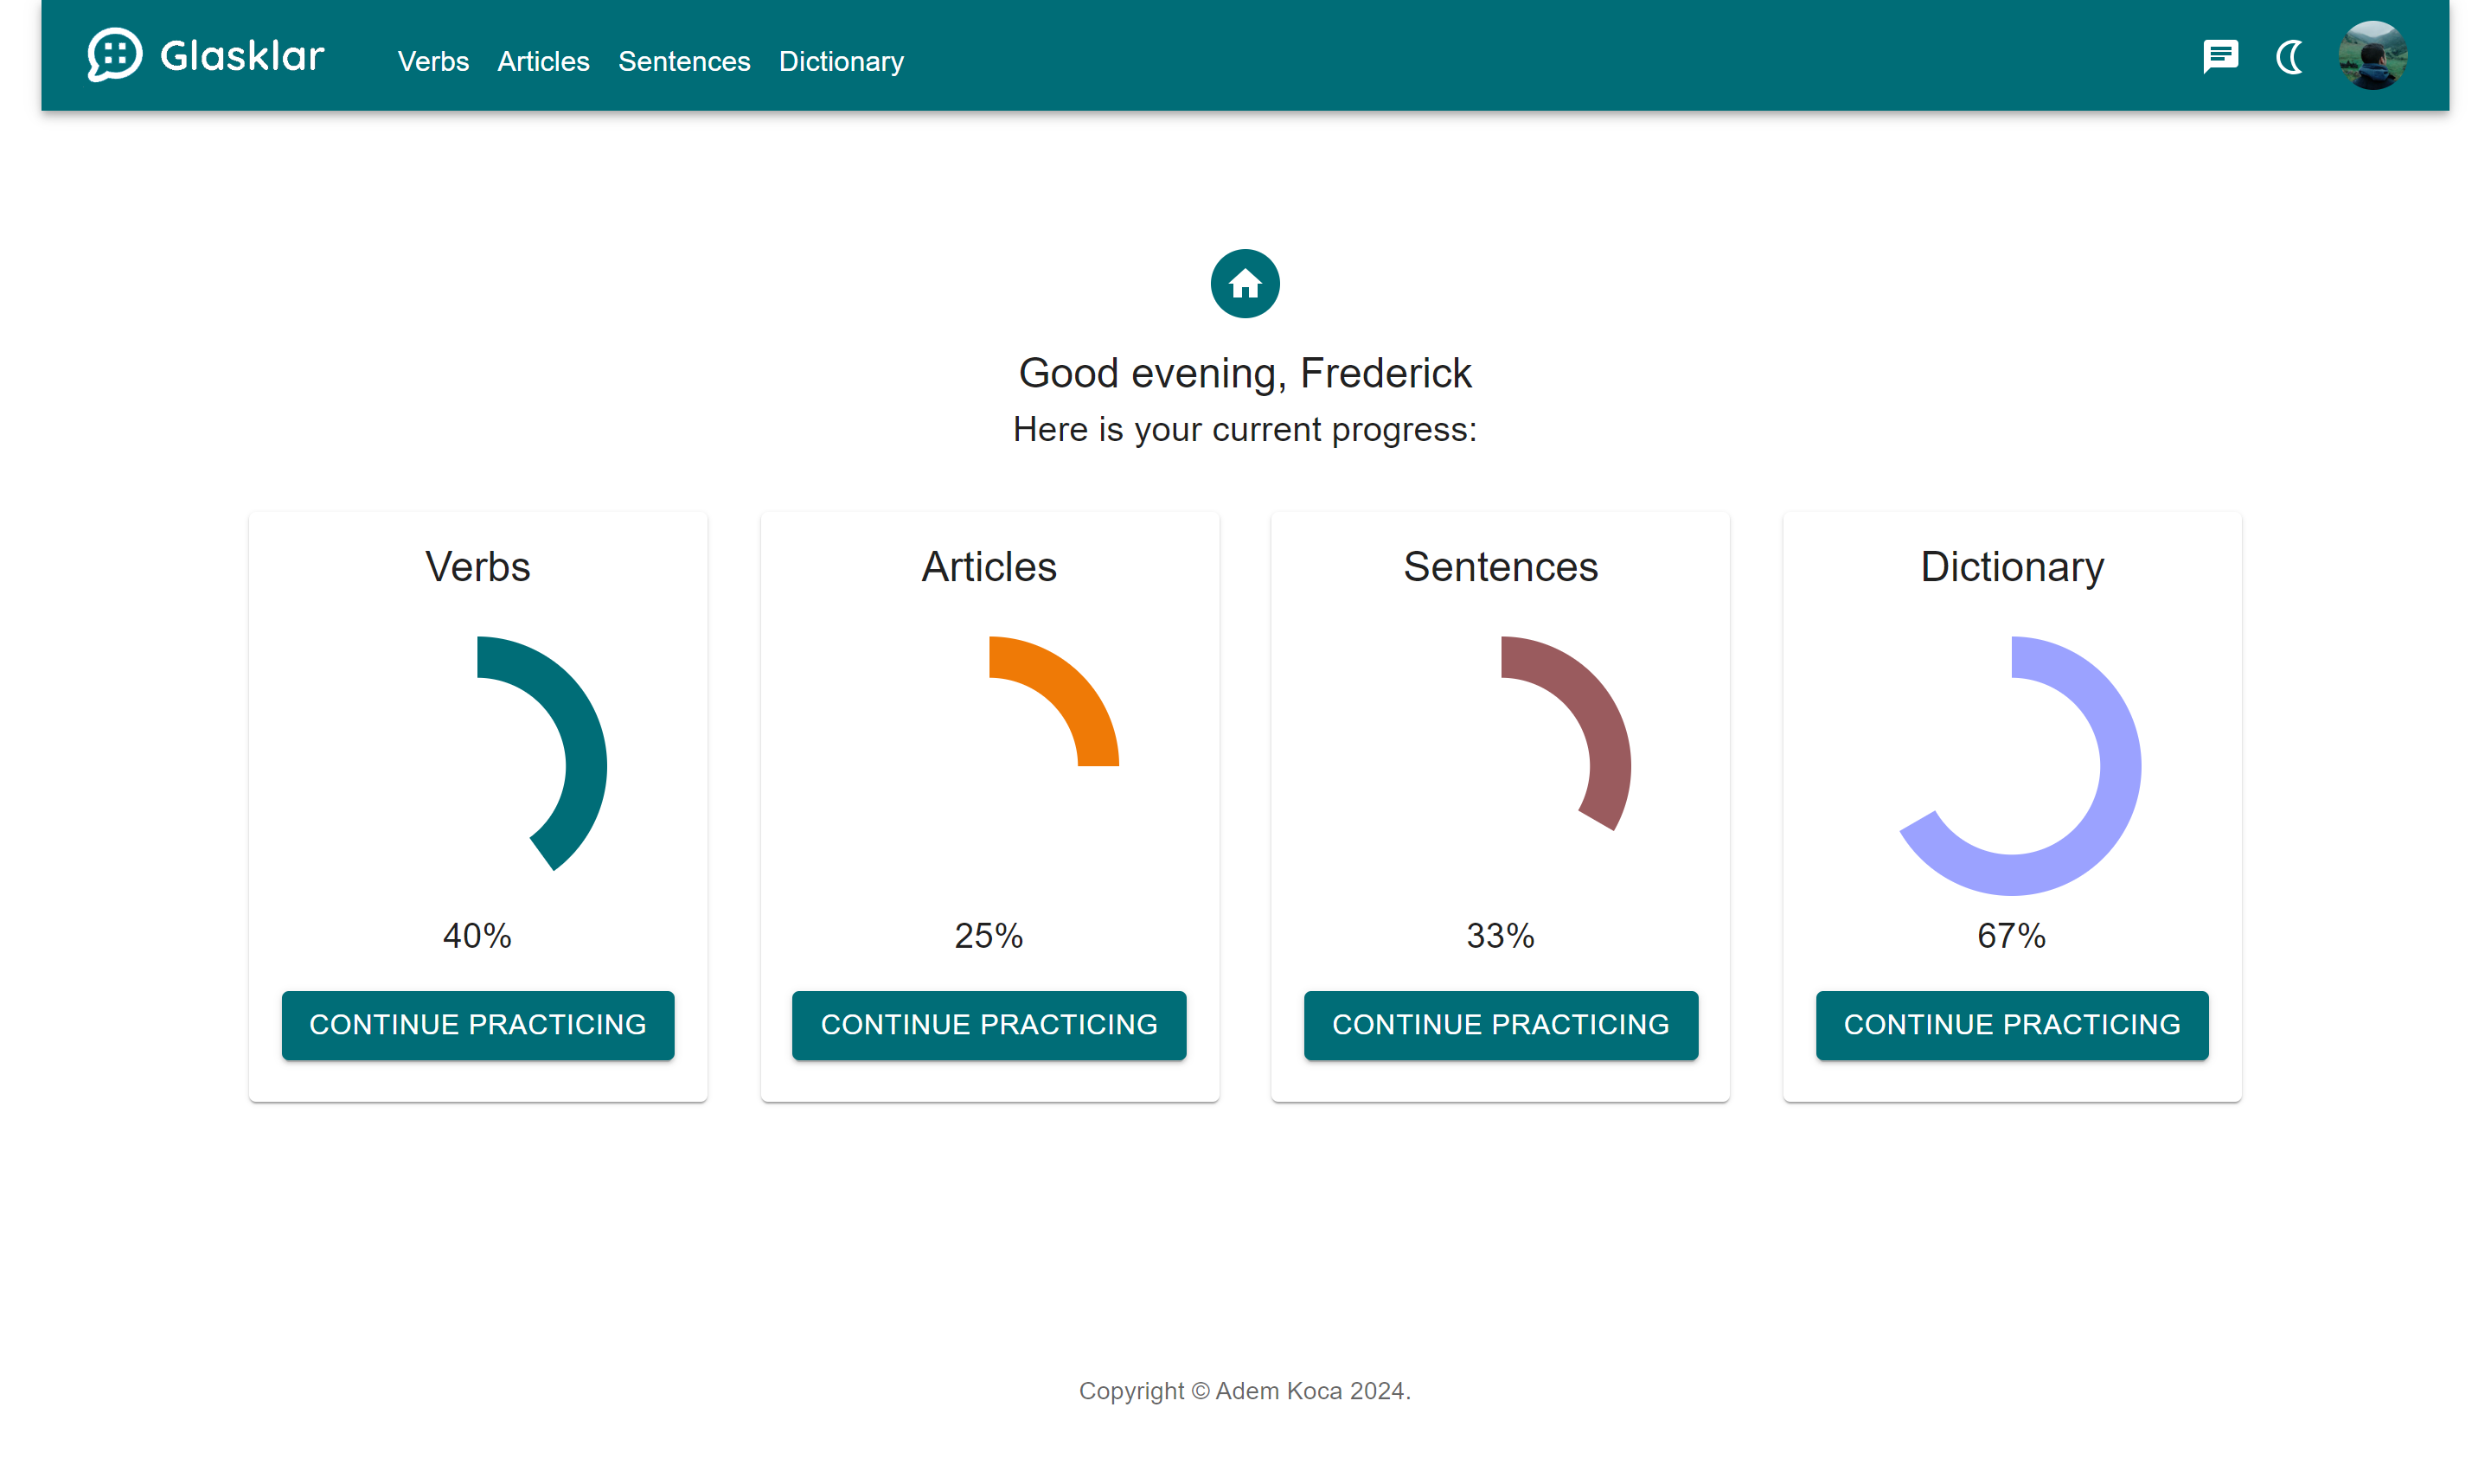 Glasklar
Verbs Articles Sentences Dictionary
Good evening, Frederick
Here is your current progress:
Verbs
40%
CONTINUE PRACTICING
Articles
25%
CONTINUE PRACTICING
Sentences
33%
CONTINUE PRACTICING
Dictionary
67%
CONTINUE PRACTICING
Copyright © Adem Koca 2024.